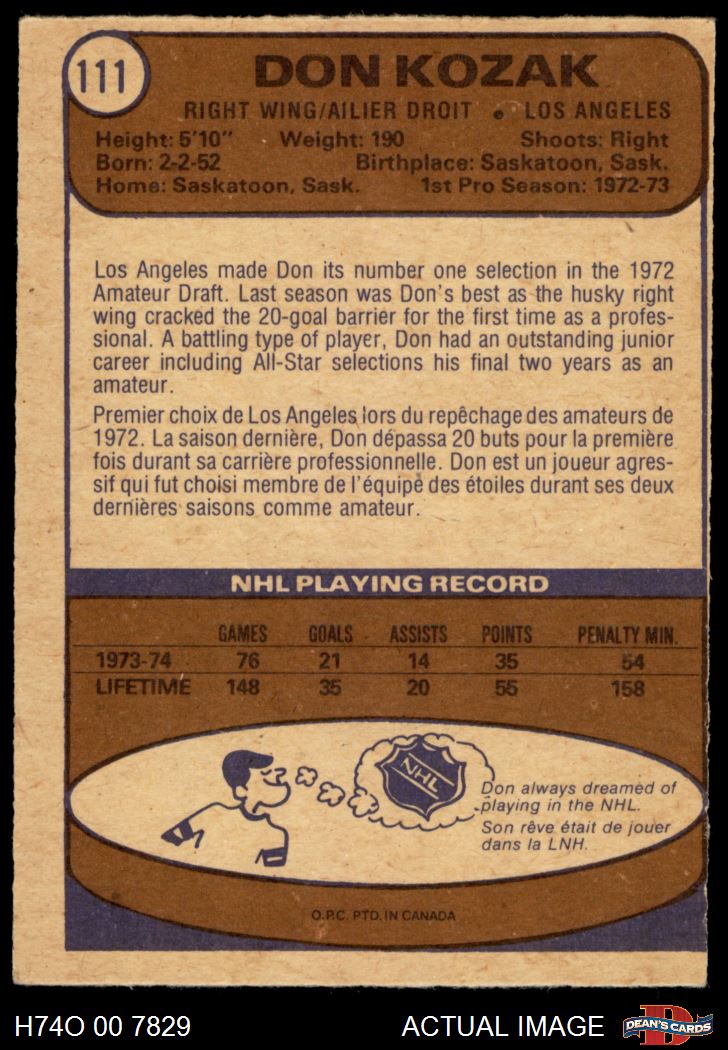 111
DON KOZAK
RIGHT WING/AILIER DROIT • LOS ANGELES
Height: 5'10" Weight: 190 Shoots: Right
Born: 2-2-52 Birthplace: Saskatoon, Sask.
Home: Saskatoon, Sask. 1st Pro Season: 1972-73
Los Angeles made Don its number one selection in the 1972
Amateur Draft. Last season was Don's best as the husky right
wing cracked the 20-goal barrier for the first time as a profes-
sional. A battling type of player, Don had an outstanding junior
career including All-Star selections his final two years as an
amateur.
Premier choix de Los Angeles lors du repêchage des amateurs de
1972. La saison dernière, Don dépassa 20 buts pour la première
fois durant sa carrière professionnelle. Don est un joueur agres-
sif qui fut choisi membre de l'équipe des étoiles durant ses deux
dernières saisons comme amateur.
NHL PLAYING RECORD
GAMES GOALS ASSISTS POINTS PENALTY MIN.
1973-74 76 21 14 35 54
LIFETIME 148 35 20 55 158
NHL
Don always dreamed of
playing in the NHL.
Son rêve était de jouer
dans la LNH.
O.P.C. PTD. IN CANADA
H74O 00 7829 ACTUAL IMAGE
D
DEAN'S CARDS